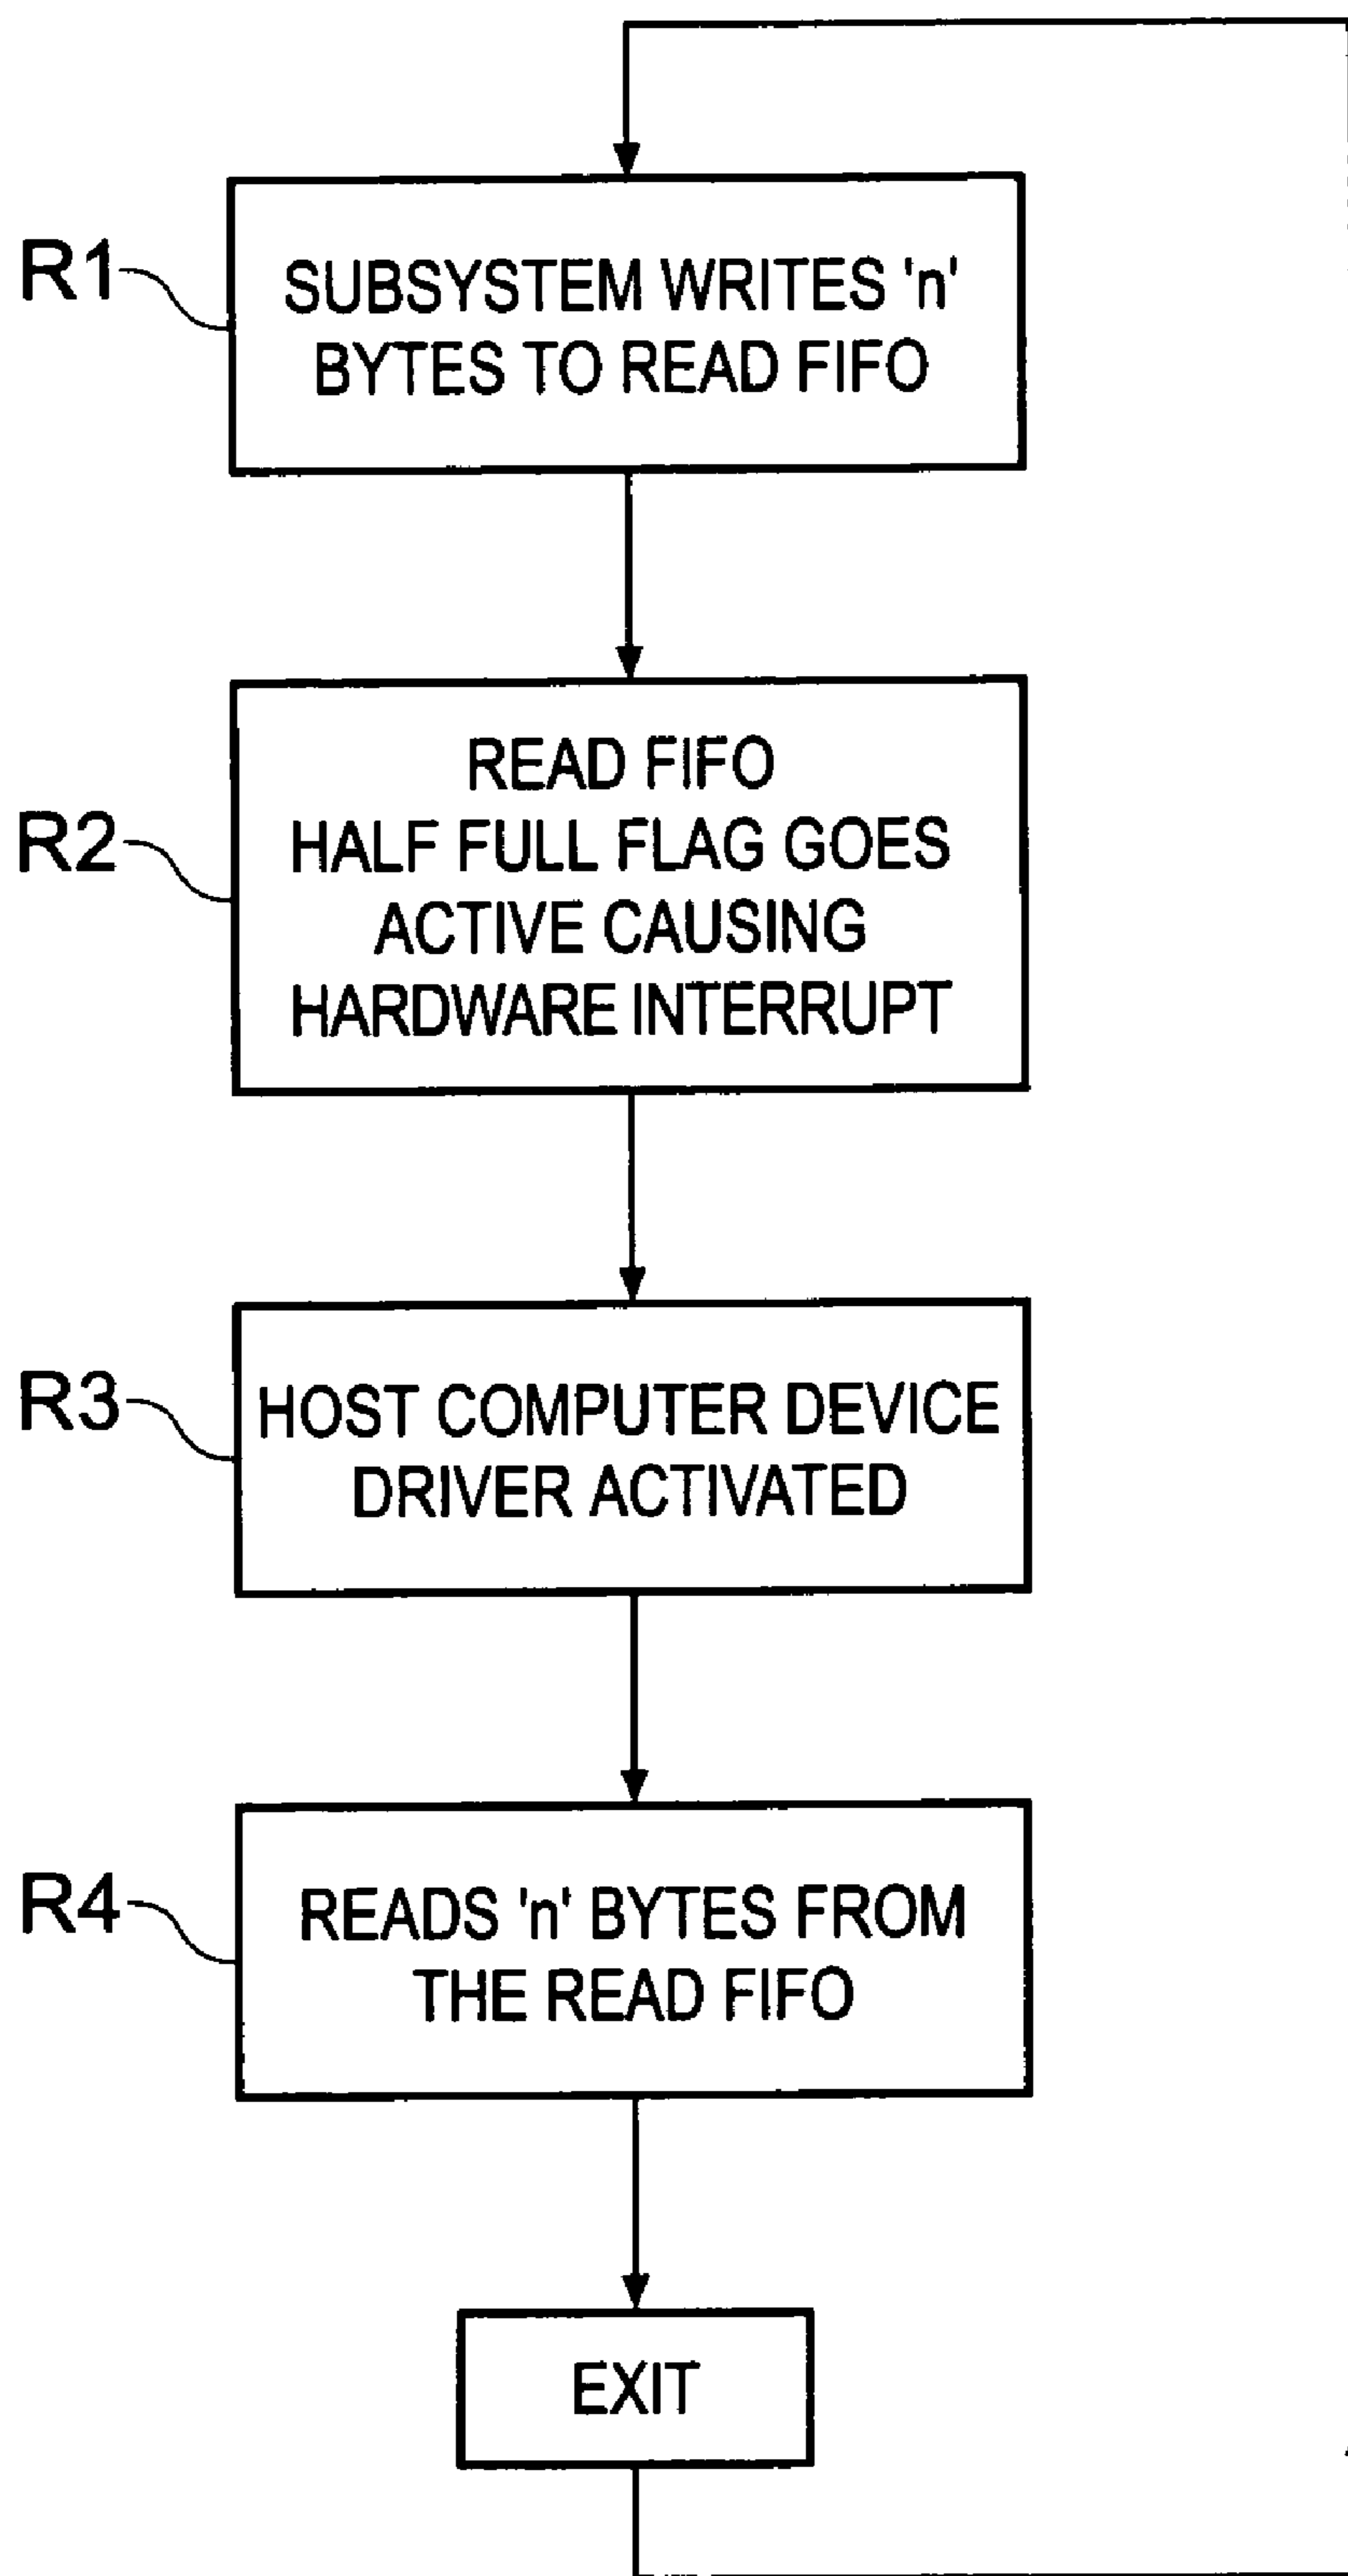 R1
SUBSYSTEM WRITES 'n'
BYTES TO READ FIFO
R2
READ FIFO
HALF FULL FLAG GOES
ACTIVE CAUSING
HARDWARE INTERRUPT
R3
HOST COMPUTER DEVICE
DRIVER ACTIVATED
R4
READS 'n' BYTES FROM
THE READ FIFO
EXIT